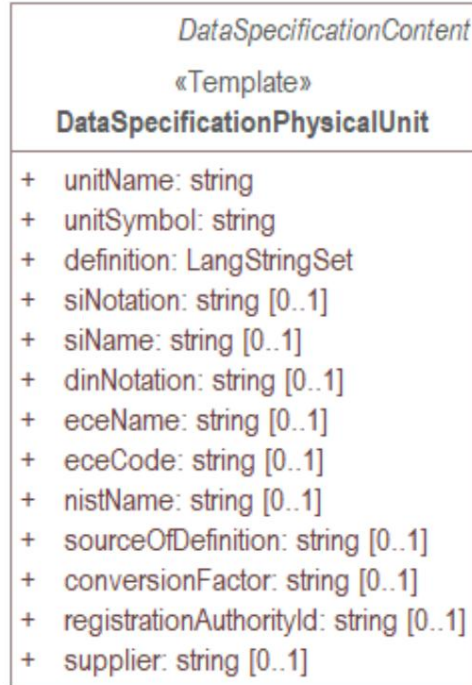 DataSpecificationContent
«Template»
DataSpecificationPhysicalUnit
+ unitName: string
+ unitSymbol: string
+ definition: LangStringSet
+ siNotation: string [0..1]
+ siName: string [0..1]
+ dinNotation: string [0..1]
+ eceName: string [0..1]
+ eceCode: string [0..1]
+ nistName: string [0..1]
+ sourceOfDefinition: string [0..1]
+ conversionFactor: string [0..1]
+ registrationAuthorityId: string [0..1]
+ supplier: string [0..1]